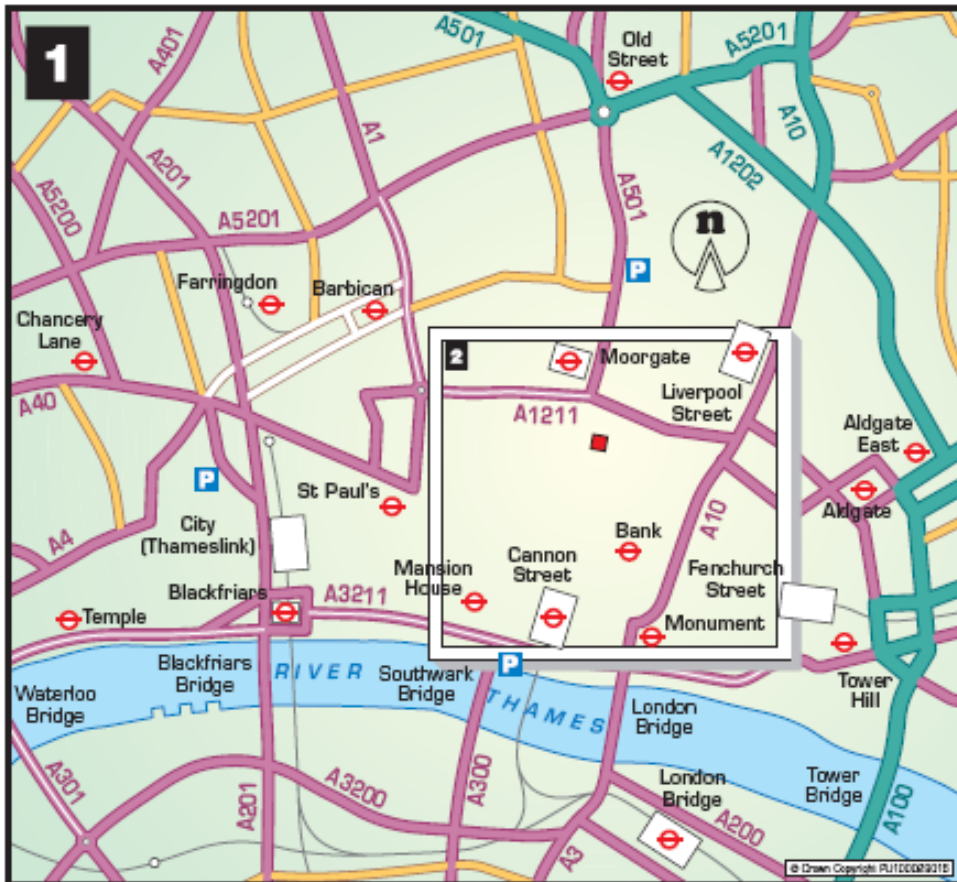 1
A401
A501
Old
Street
A5201
A1
A10
A201
A1202
A5200
A5201
A501
n
P
Farringdon
Barbican
Chancery
Lane
2
Moorgate
Liverpool
Street
A40
A1211
Aldgate
East
P
St Paul's
A10
Aldgate
City
(Thameslink)
A4
Bank
Cannon
Street
Mansion
House
Fenchurch
Street
Blackfriars
A3211
Temple
Monument
P
Blackfriars
Bridge
RIVER
Southwark
Bridge
Tower
Hill
Waterloo
Bridge
THAMES
London
Bridge
A301
A201
A3200
A300
London
Bridge
Tower
Bridge
A100
A3
A200